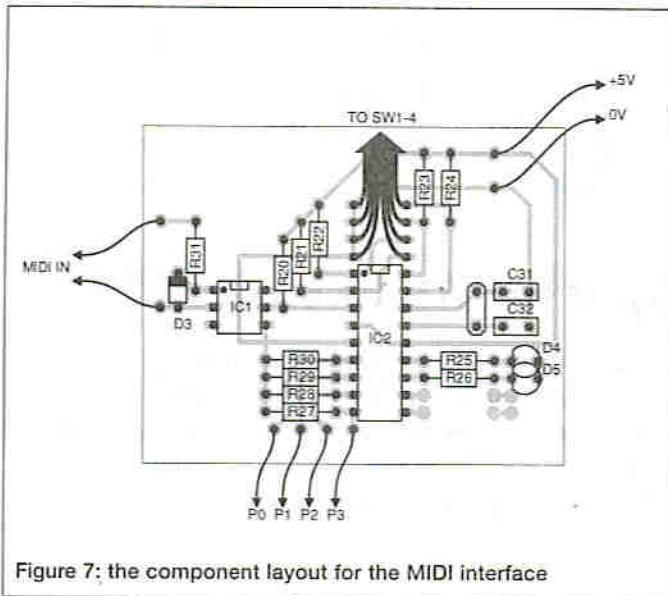 +5V
TO SW1-4
0V
R23
R24
R22
R21
R20
R31
MIDI IN
IC1
D3
C31
C32
IC2
D4
D5
R30
R29
R28
R27
R25
R26
P0 P1 P2 P3
Figure 7: the component layout for the MIDI interface